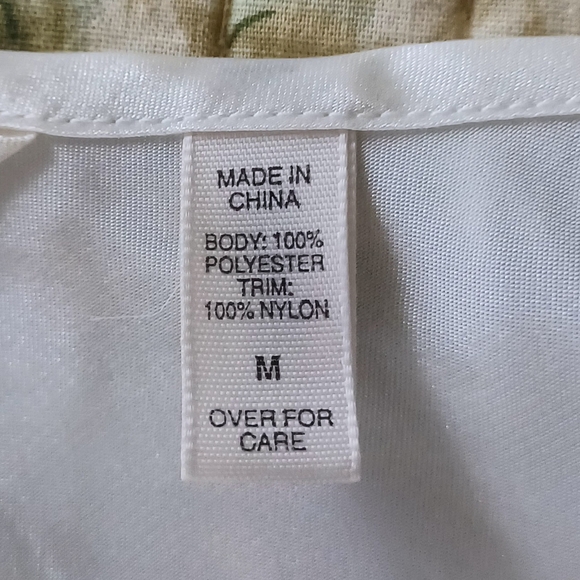 MADE IN
CHINA
BODY: 100%
POLYESTER
TRIM:
100% NYLON
M
OVER FOR
CARE